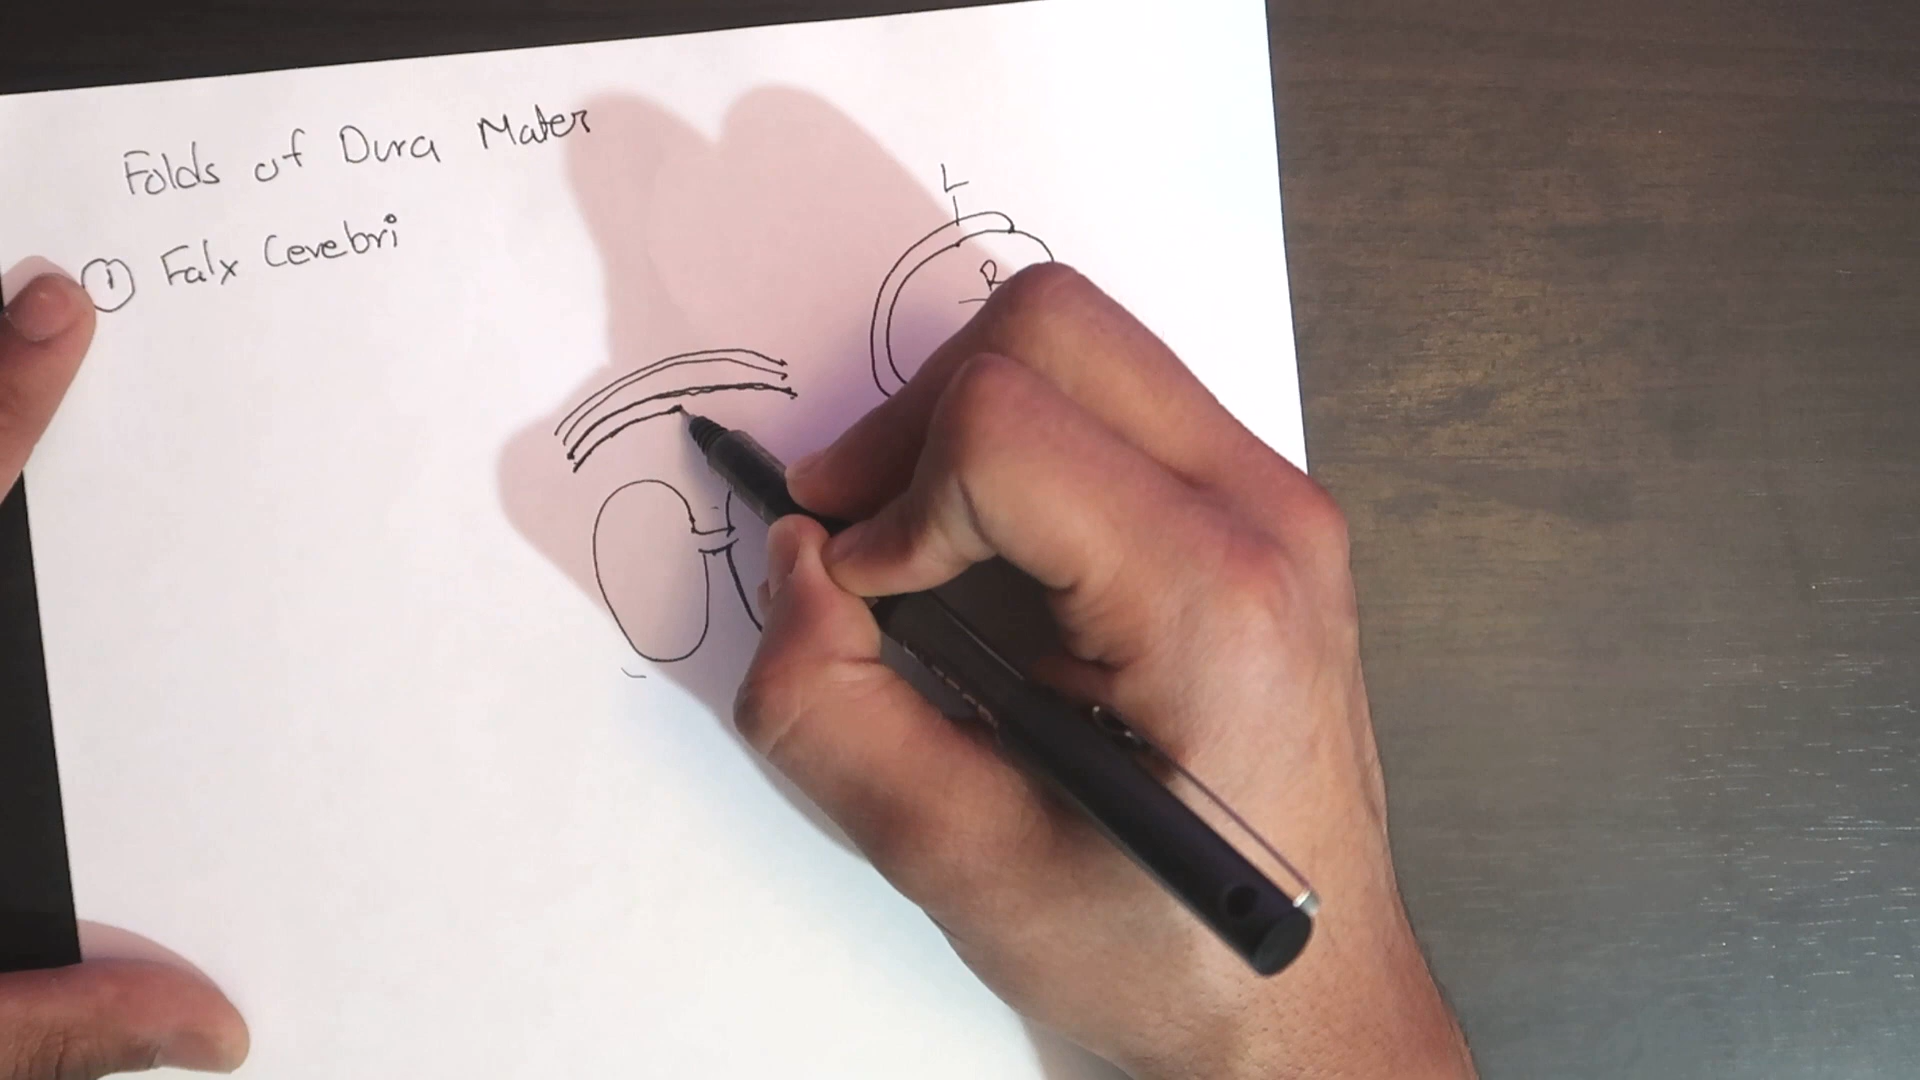 Folds of Dura Mater
① Falx Cerebri
L
R